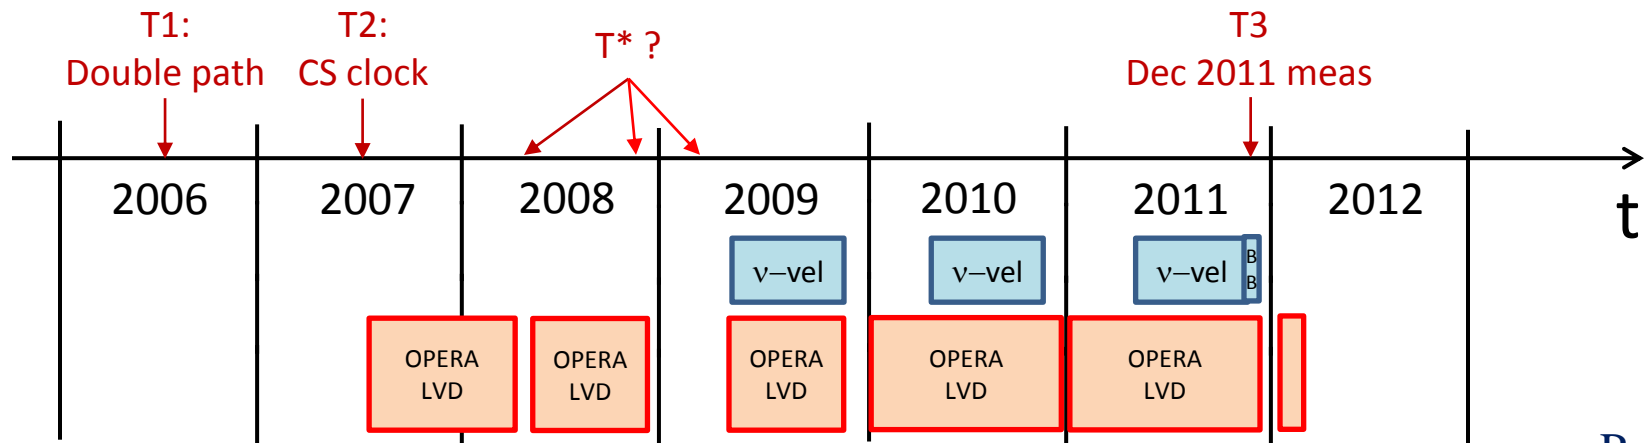 T1:
Double path
T2:
CS clock
T* ?
T3
Dec 2011 meas
2006 2007 2008 2009 2010 2011 2012 t
ν−vel ν−vel ν−vel B
B
OPERA OPERA OPERA OPERA OPERA
LVD LVD LVD LVD LVD